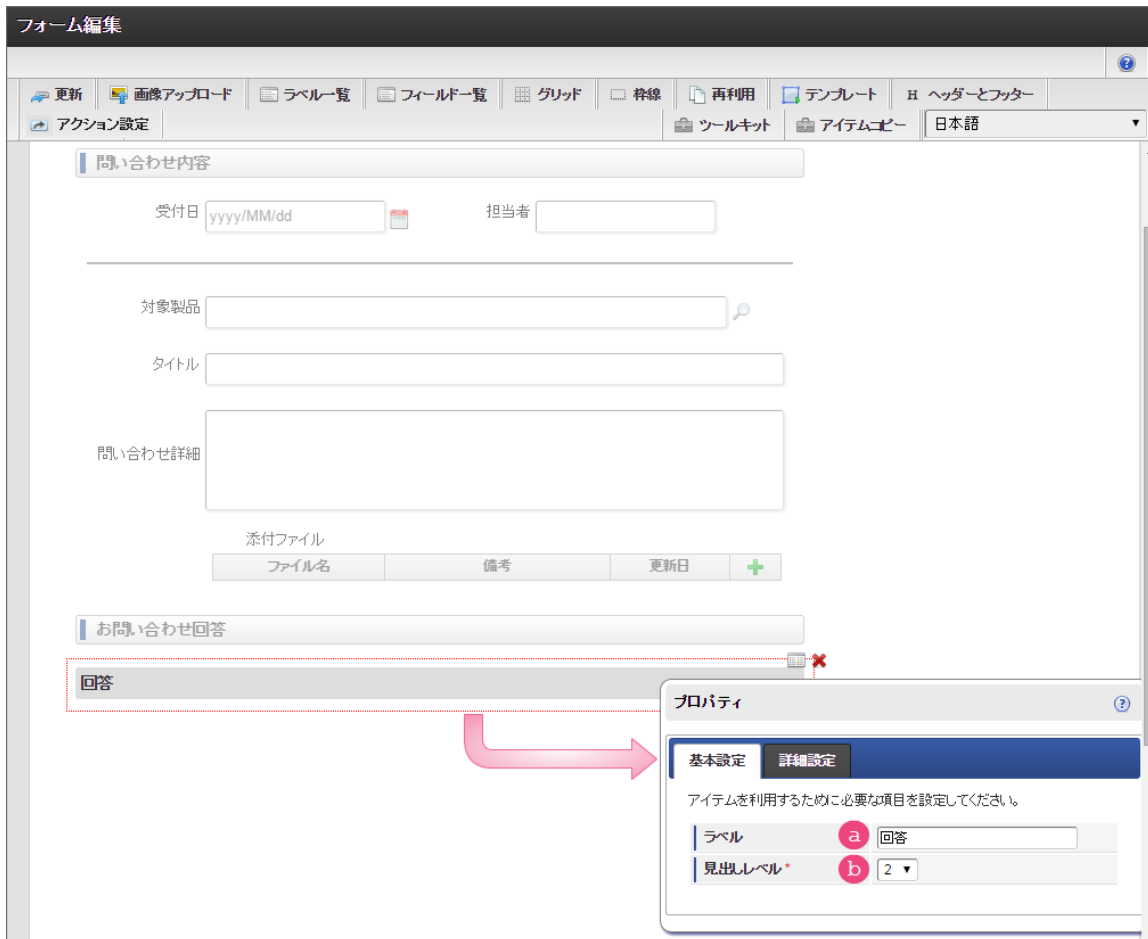 フォーム編集
更新 画像アップロード ラベル一覧 フィールド一覧 グリッド 枠線 再利用 テンプレート H ヘッダーとフッター
アクション設定 ツールキット アイテムコピー 日本語
問い合わせ内容
受付日 yyyy/MM/dd 担当者
対象製品
タイトル
問い合わせ詳細
添付ファイル
ファイル名 備考 更新日
お問い合わせ回答
回答
プロパティ
基本設定 詳細設定
アイテムを利用するために必要な項目を設定してください。
ラベル a 回答
見出しレベル* b 2